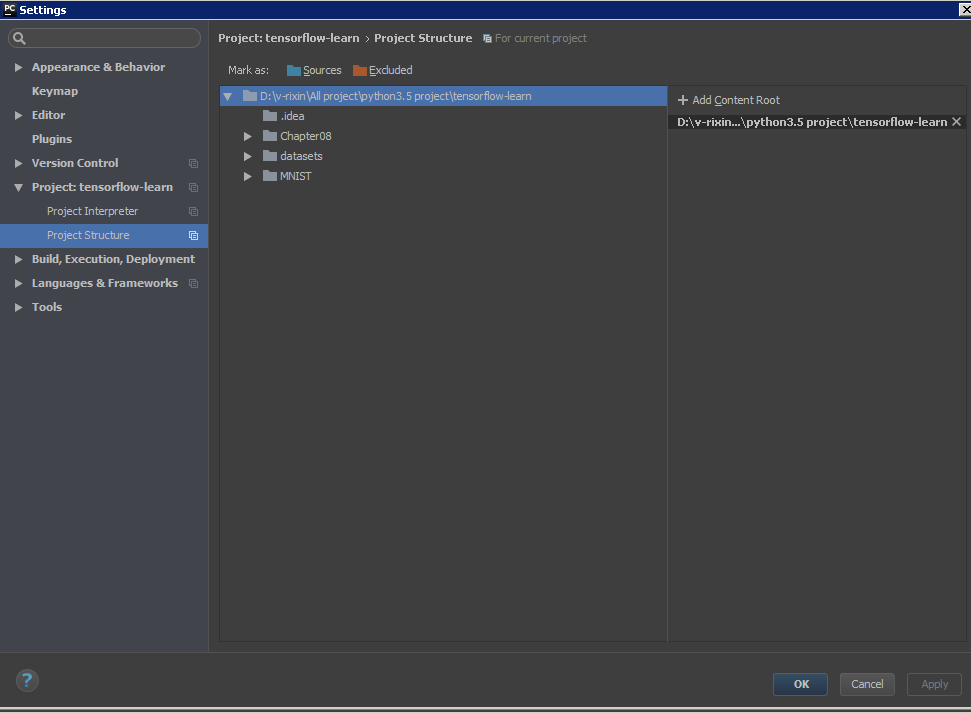 PC Settings
Project: tensorflow-learn › Project Structure For current project
Appearance & Behavior
Keymap
Editor
Plugins
Version Control
Project: tensorflow-learn
Project Interpreter
Project Structure
Build, Execution, Deployment
Languages & Frameworks
Tools
Mark as: Sources Excluded
D:\v-rixin\All project\python3.5 project\tensorflow-learn
.idea
Chapter08
datasets
MNIST
+ Add Content Root
D:\v-rixin...\python3.5 project\tensorflow-learn ×
?
OK Cancel Apply